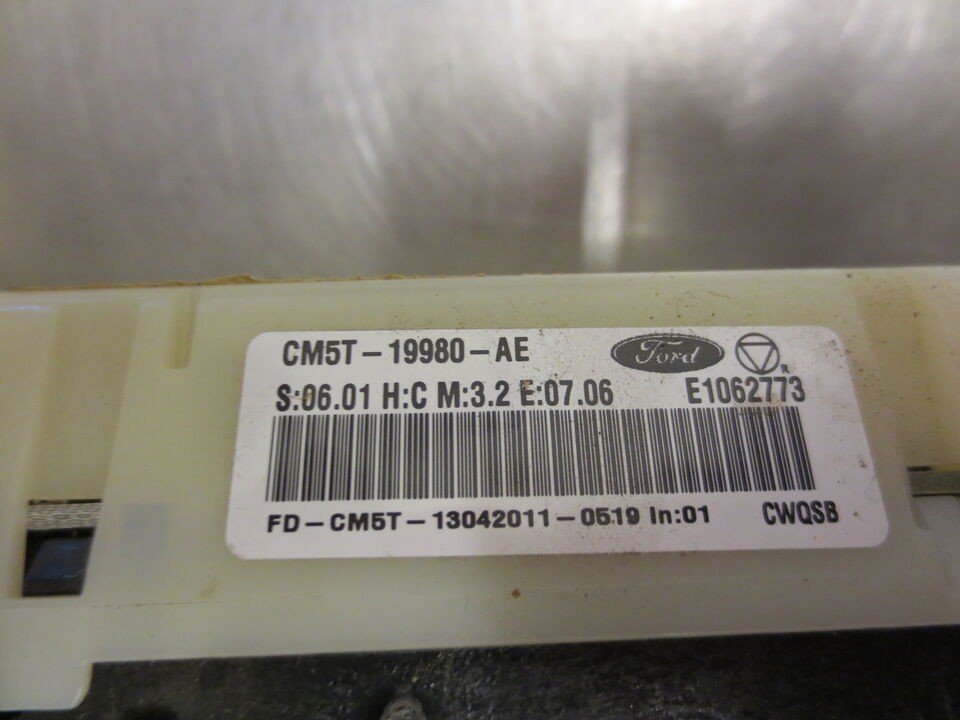 CM5T-19980-AE Ford R
S:06.01 H:C M:3.2 E:07.06 E1062773
FD-CM5T-13042011-0519 In:01 CWQSB